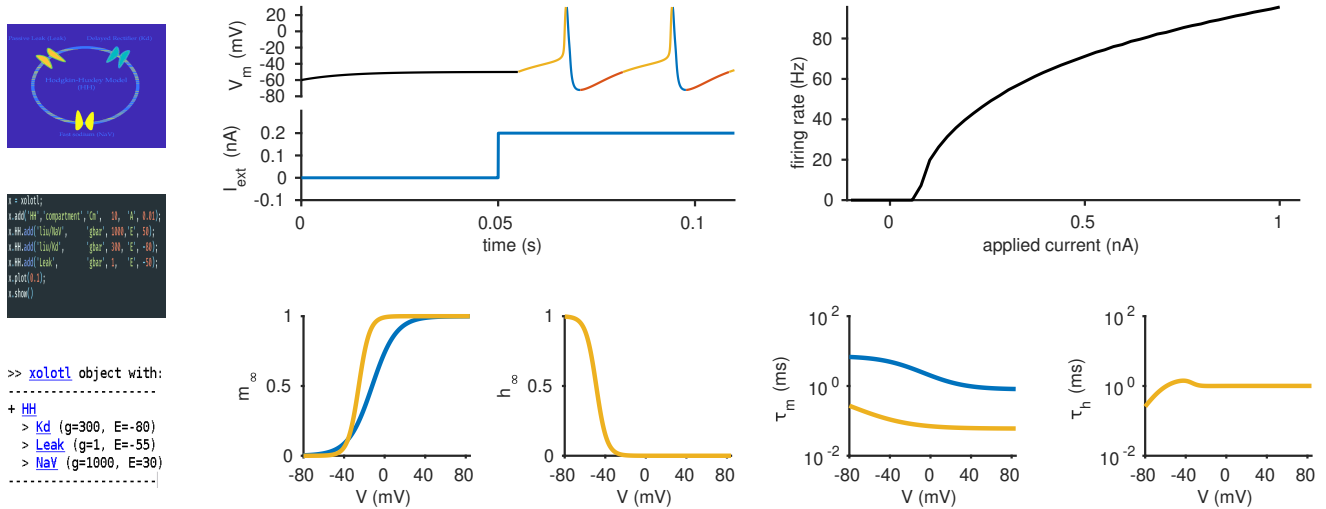 Passive Leak (Leak)
Delayed Rectifier (Kd)
Hodgkin-Huxley Model
(HH)
Fast sodium (NaV)
x = xolotl;
x.add('HH','compartment','Cm', 10, 'A', 0.01);
x.HH.add('liu/NaV', 'gbar', 1000,'E', 50);
x.HH.add('liu/Kd', 'gbar', 300, 'E', -80);
x.HH.add('Leak', 'gbar', 1, 'E', -50);
x.plot(0.1);
x.show()
>> xolotl object with:
---------------------
+ HH
> Kd (g=300, E=-80)
> Leak (g=1, E=-55)
> NaV (g=1000, E=30)
---------------------
V_m (mV)
20
0
-20
-40
-60
-80
I_ext (nA)
0.2
0.1
0
-0.1
0
0.05
0.1
time (s)
firing rate (Hz)
80
60
40
20
0
0
0.5
1
applied current (nA)
m_∞
1
0.5
0
-80
-40
0
40
80
V (mV)
h_∞
1
0.5
0
-80
-40
0
40
80
V (mV)
τ_m (ms)
10^2
10^0
10^-2
-80
-40
0
40
80
V (mV)
τ_h (ms)
10^2
10^0
10^-2
-80
-40
0
40
80
V (mV)